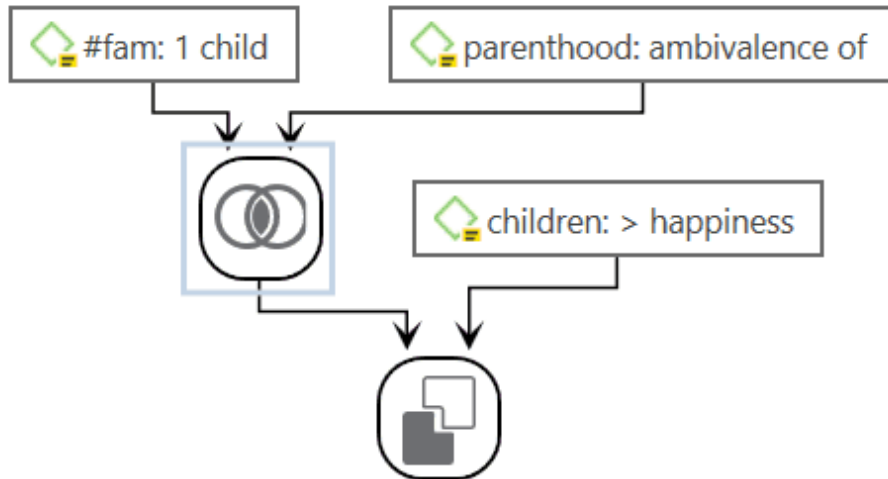 #fam: 1 child
parenthood: ambivalence of
children: > happiness